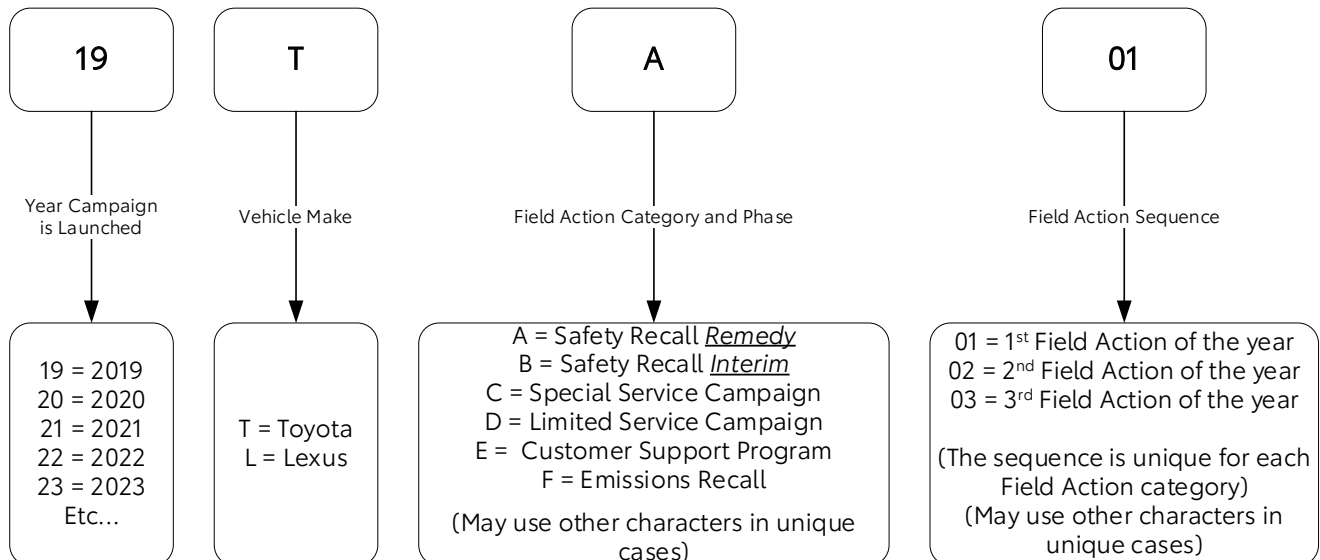 19
T
A
01
Year Campaign
is Launched
Vehicle Make
Field Action Category and Phase
Field Action Sequence
19 = 2019
20 = 2020
21 = 2021
22 = 2022
23 = 2023
Etc...
T = Toyota
L = Lexus
A = Safety Recall Remedy
B = Safety Recall Interim
C = Special Service Campaign
D = Limited Service Campaign
E =  Customer Support Program
F = Emissions Recall
(May use other characters in unique
cases)
01 = 1st Field Action of the year
02 = 2nd Field Action of the year
03 = 3rd Field Action of the year
(The sequence is unique for each
Field Action category)
(May use other characters in
unique cases)